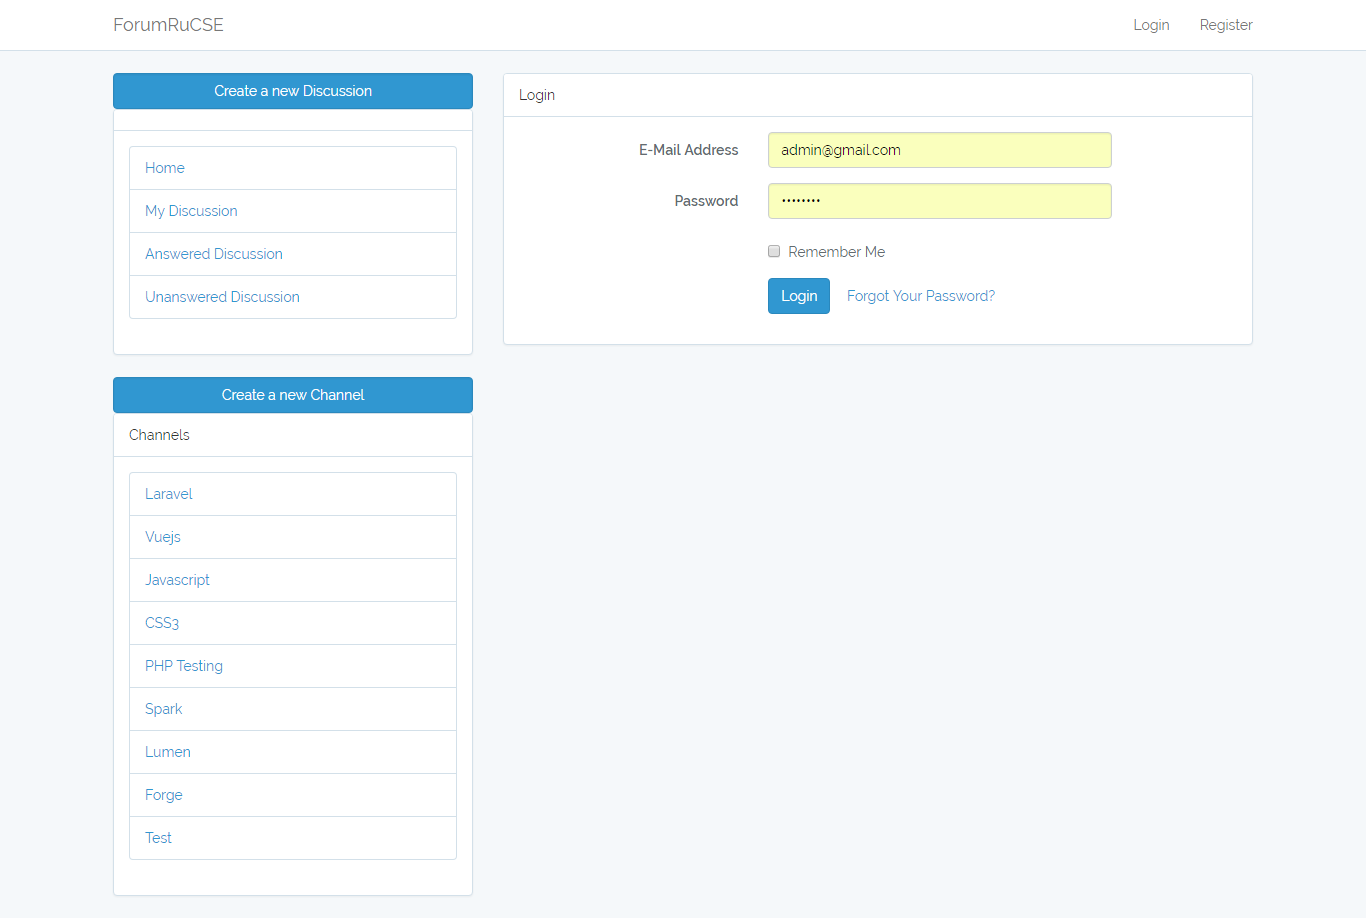 ForumRuCSE
Login
Register
Create a new Discussion
Home
My Discussion
Answered Discussion
Unanswered Discussion
Create a new Channel
Channels
Laravel
Vuejs
Javascript
CSS3
PHP Testing
Spark
Lumen
Forge
Test
Login
E-Mail Address
admin@gmail.com
Password
••••••••
Remember Me
Login
Forgot Your Password?